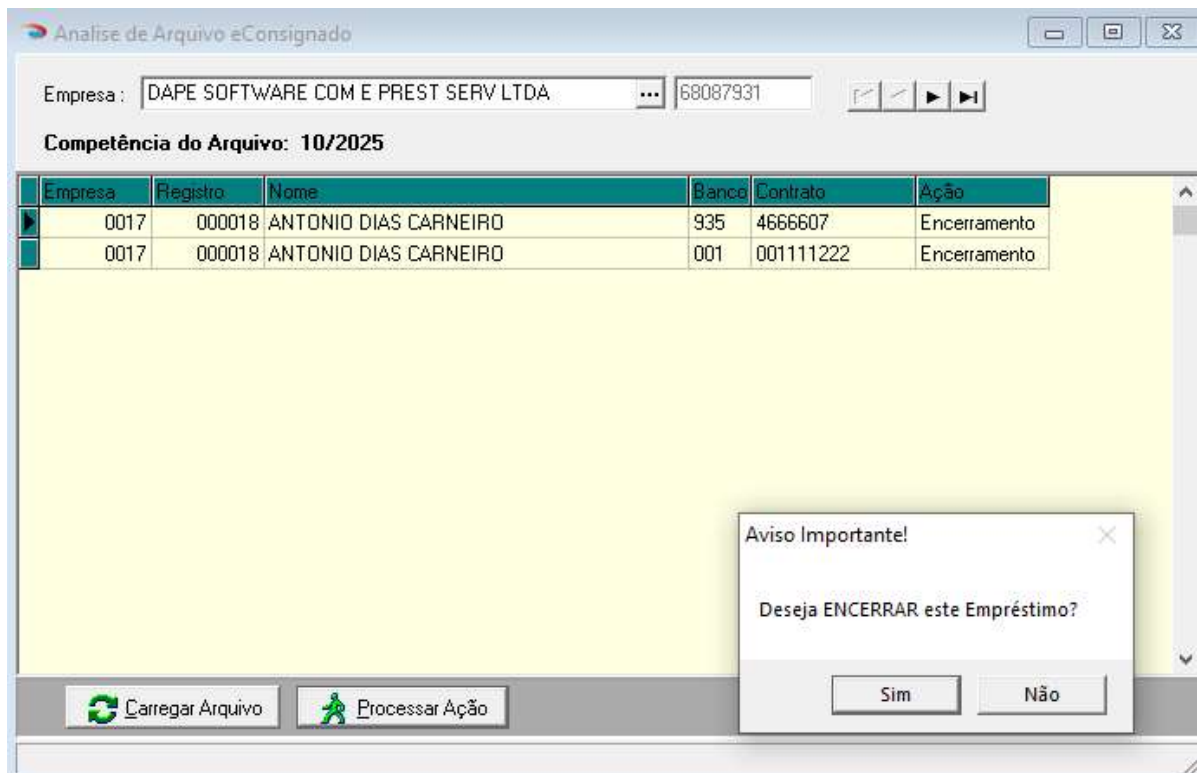 Analise de Arquivo eConsignado
Empresa : DAPE SOFTWARE COM E PREST SERV LTDA ... 68087931
Competência do Arquivo: 10/2025
Empresa Registro Nome Banco Contrato Ação
0017 000018 ANTONIO DIAS CARNEIRO 935 4666607 Encerramento
0017 000018 ANTONIO DIAS CARNEIRO 001 001111222 Encerramento
Aviso Importante!
Deseja ENCERRAR este Empréstimo?
Sim Não
Carregar Arquivo Processar Ação